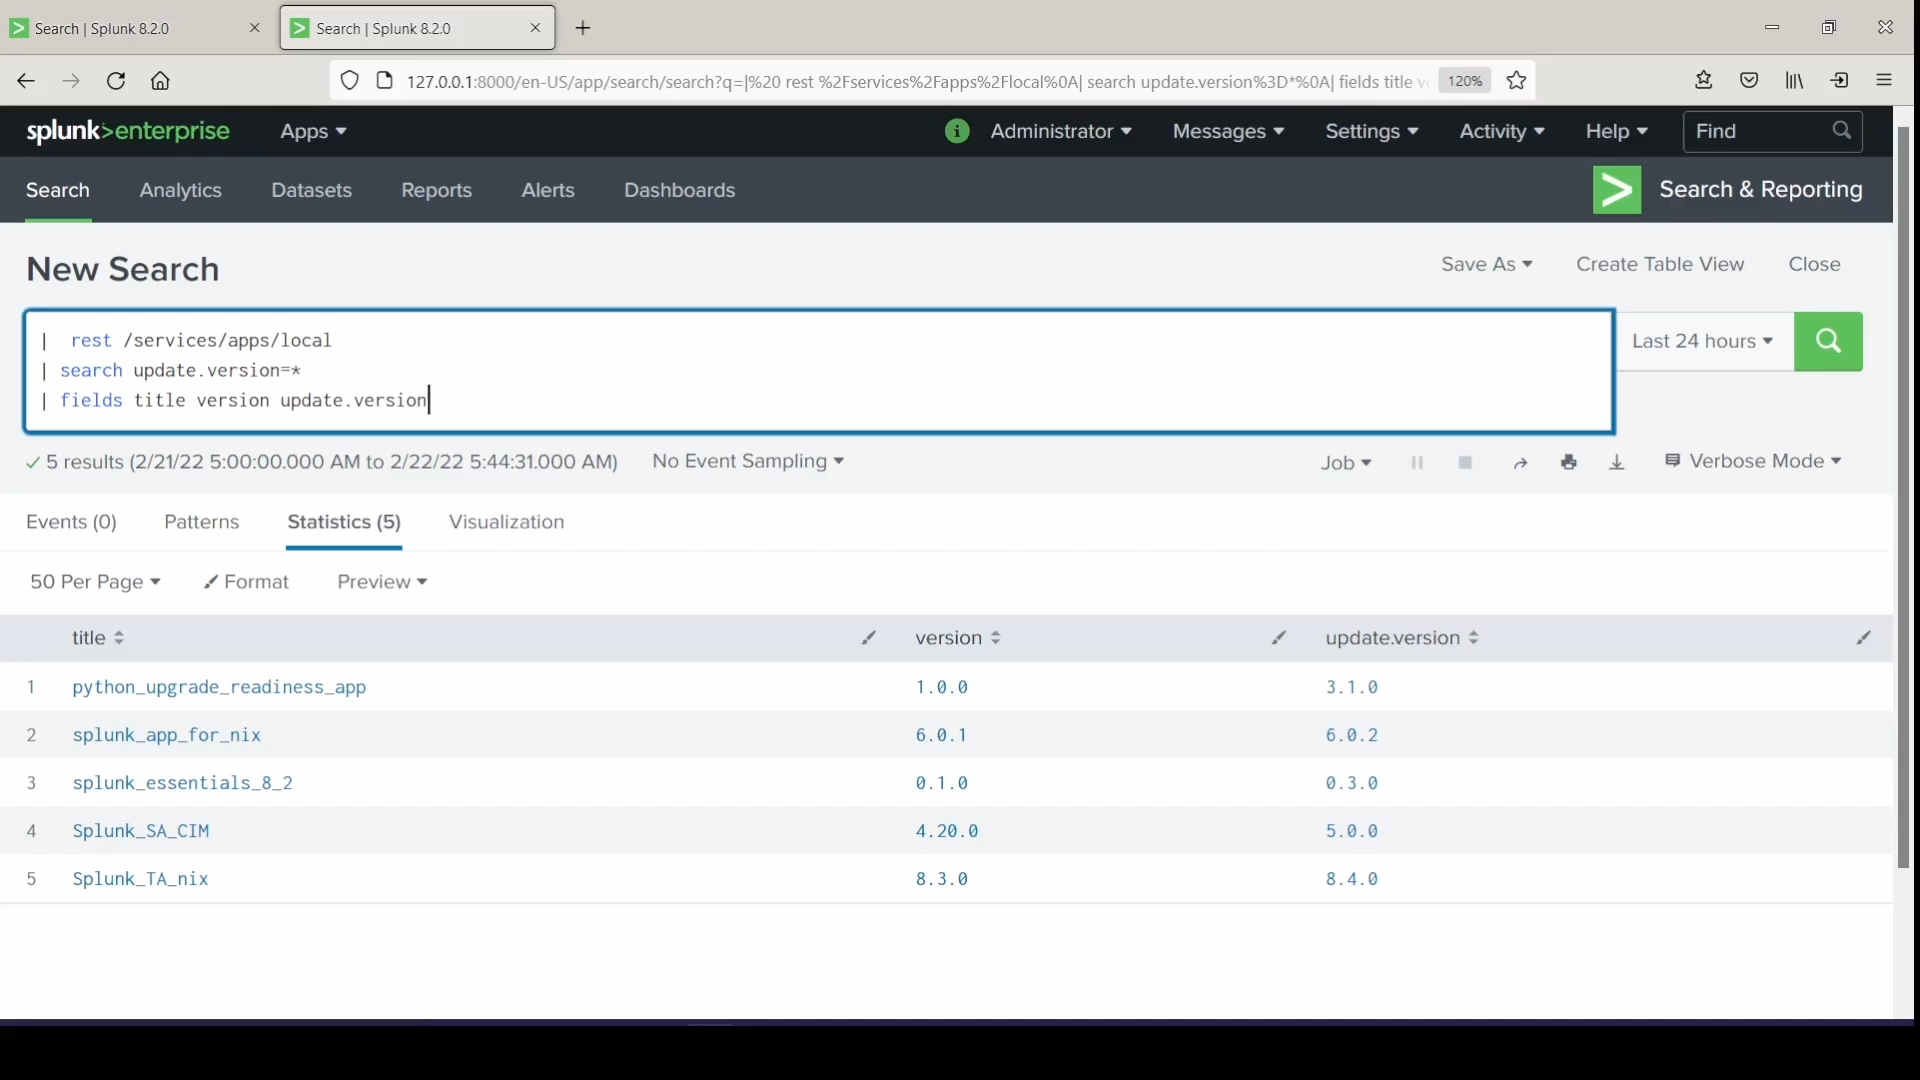 Search | Splunk 8.2.0
Search | Splunk 8.2.0
127.0.0.1:8000/en-US/app/search/search?q=|%20 rest %2Fservices%2Fapps%2Flocal%0A| search update.version%3D*%0A| fields title v
120%
splunk>enterprise
Apps
i
Administrator
Messages
Settings
Activity
Help
Find
Search
Analytics
Datasets
Reports
Alerts
Dashboards
Search & Reporting
New Search
Save As
Create Table View
Close
| rest /services/apps/local
| search update.version=*
| fields title version update.version
Last 24 hours
5 results (2/21/22 5:00:00.000 AM to 2/22/22 5:44:31.000 AM)
No Event Sampling
Job
Verbose Mode
Events (0)
Patterns
Statistics (5)
Visualization
50 Per Page
Format
Preview
title version update.version
1 python_upgrade_readiness_app 1.0.0 3.1.0
2 splunk_app_for_nix 6.0.1 6.0.2
3 splunk_essentials_8_2 0.1.0 0.3.0
4 Splunk_SA_CIM 4.20.0 5.0.0
5 Splunk_TA_nix 8.3.0 8.4.0